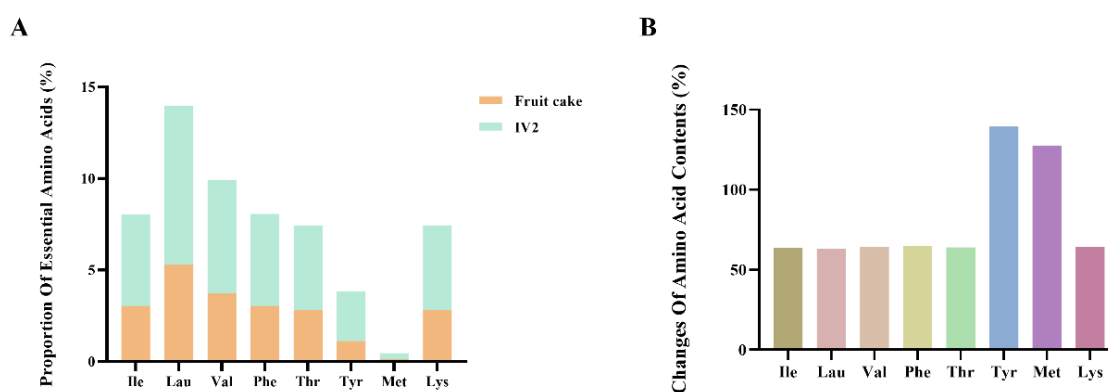 A
Proportion Of Essential Amino Acids (%)
15
10
5
0
Ile Lau Val Phe Thr Tyr Met Lys
Fruit cake
IV2
B
Changes Of Amino Acid Contents (%)
150
100
50
0
Ile Lau Val Phe Thr Tyr Met Lys